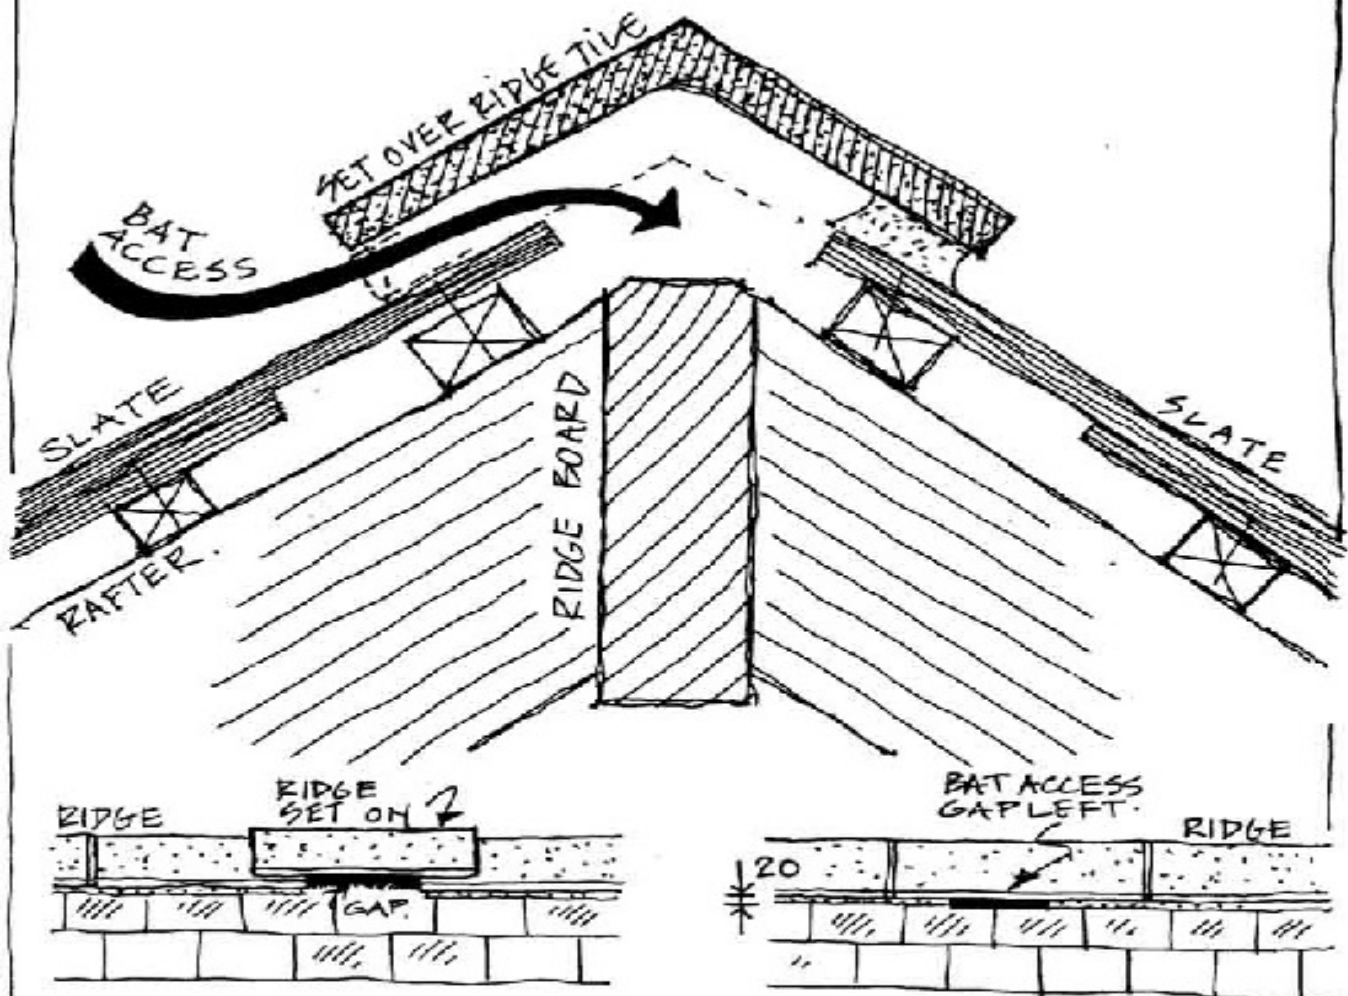 SET OVER RIDGE TILE
BAT
ACCESS
SLATE
SLATE
RIDGE BOARD
RAFTER.
RIDGE
RIDGE
SET ON
GAP.
BAT ACCESS
GAP LEFT.
RIDGE
20